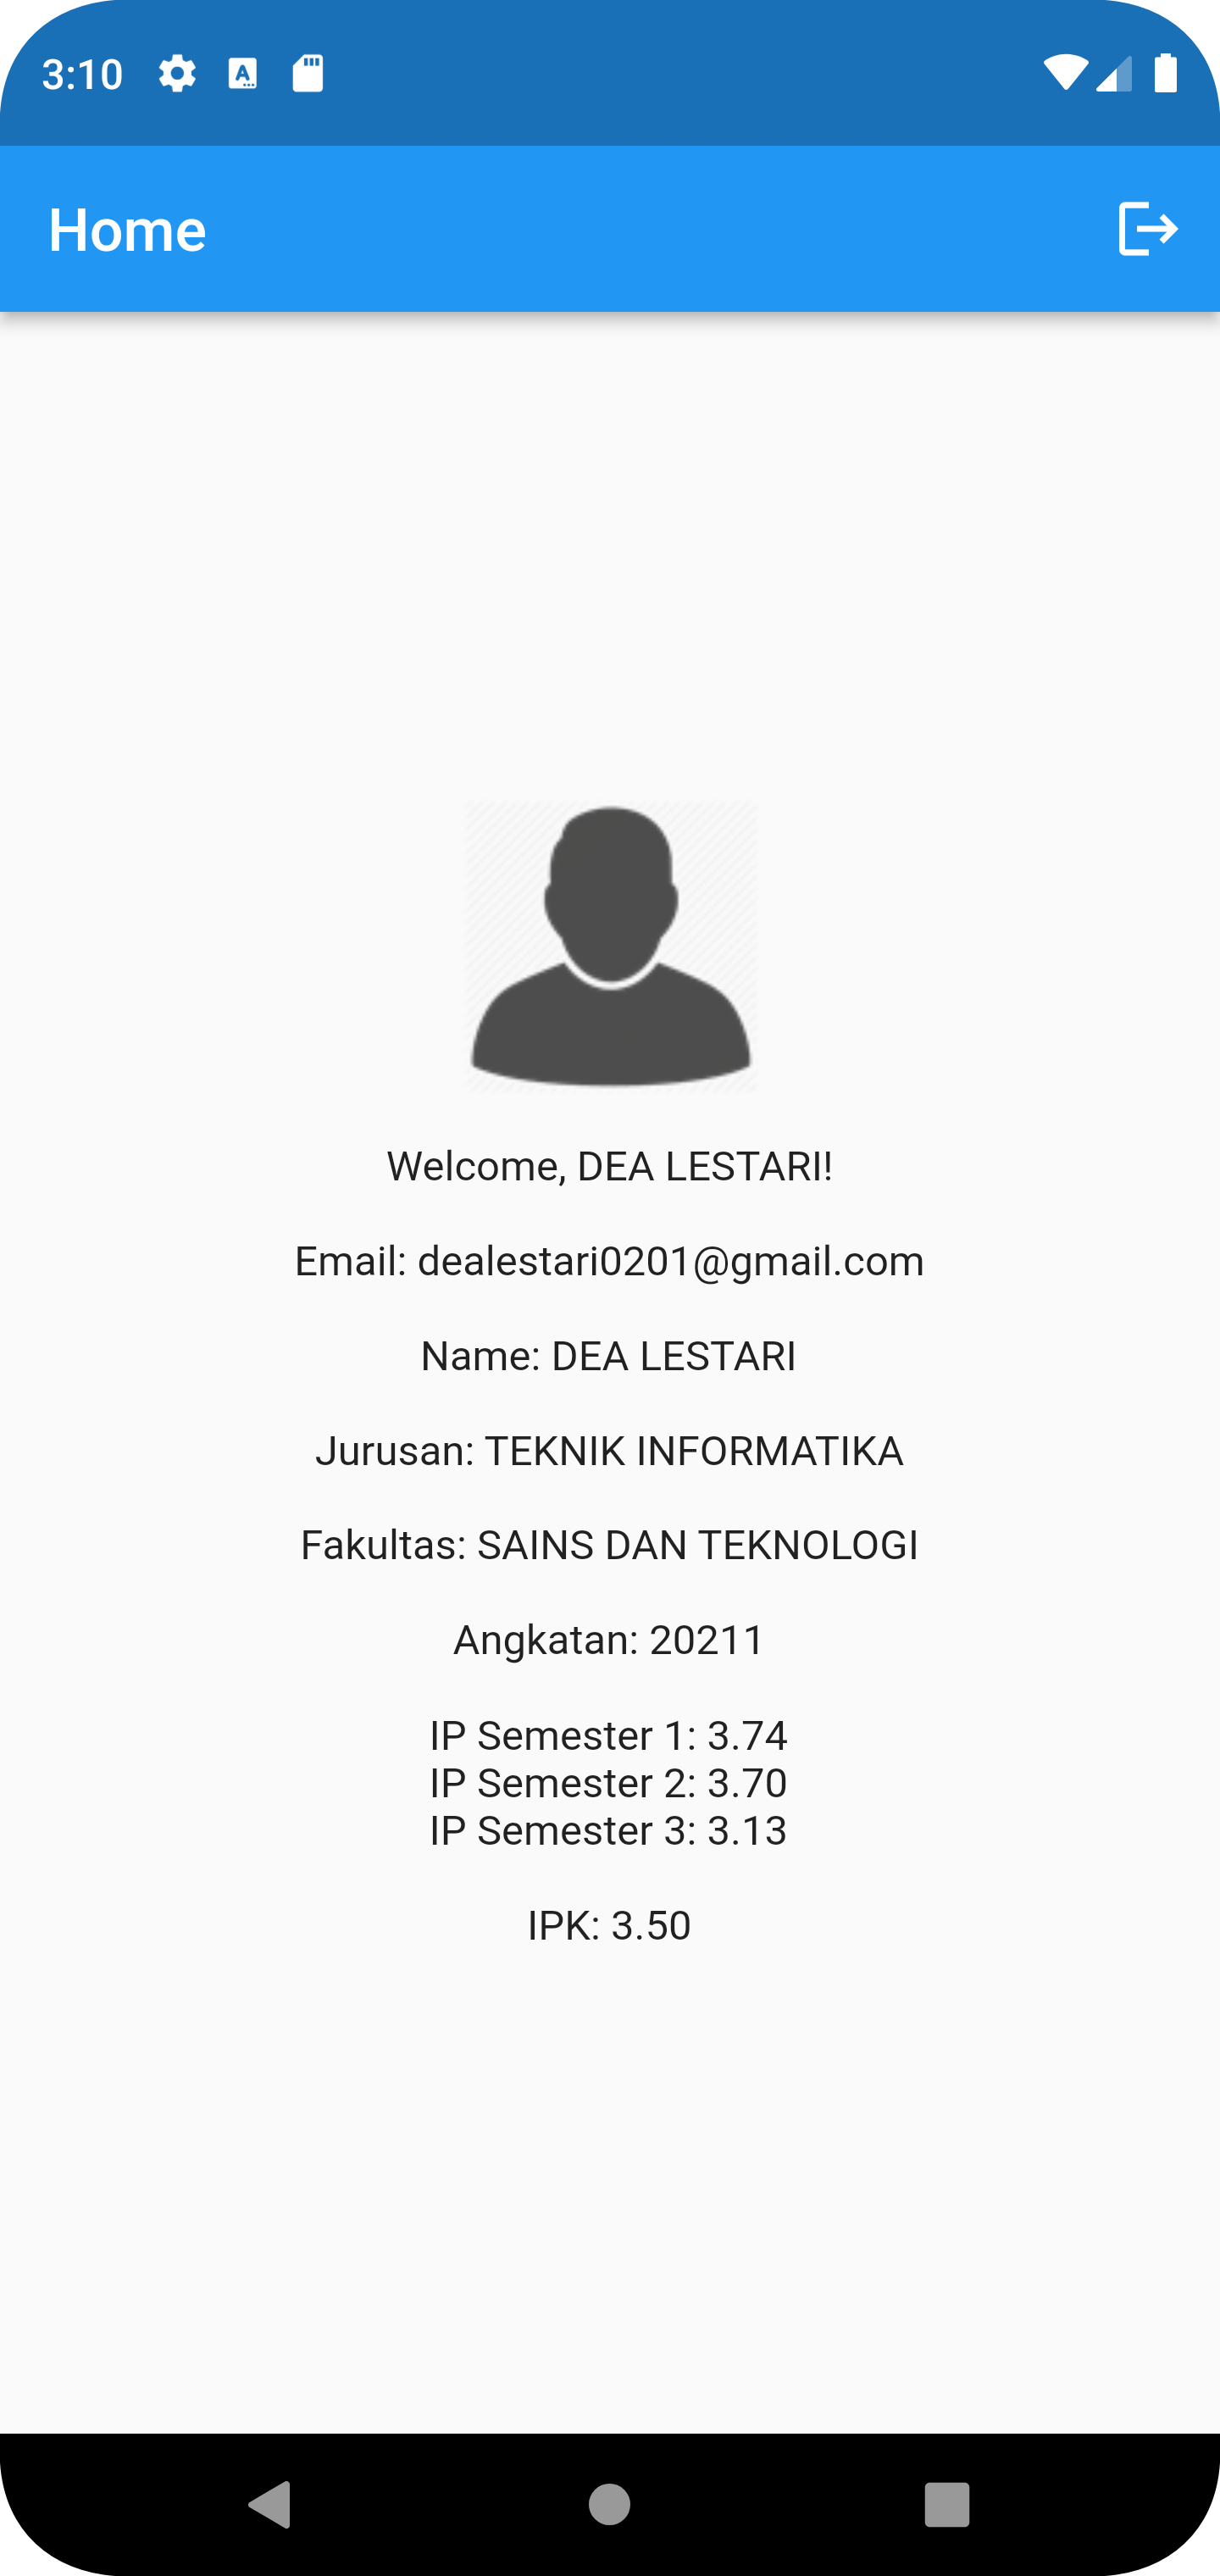 3:10
Home
Welcome, DEA LESTARI!
Email: dealestari0201@gmail.com
Name: DEA LESTARI
Jurusan: TEKNIK INFORMATIKA
Fakultas: SAINS DAN TEKNOLOGI
Angkatan: 20211
IP Semester 1: 3.74
IP Semester 2: 3.70
IP Semester 3: 3.13
IPK: 3.50